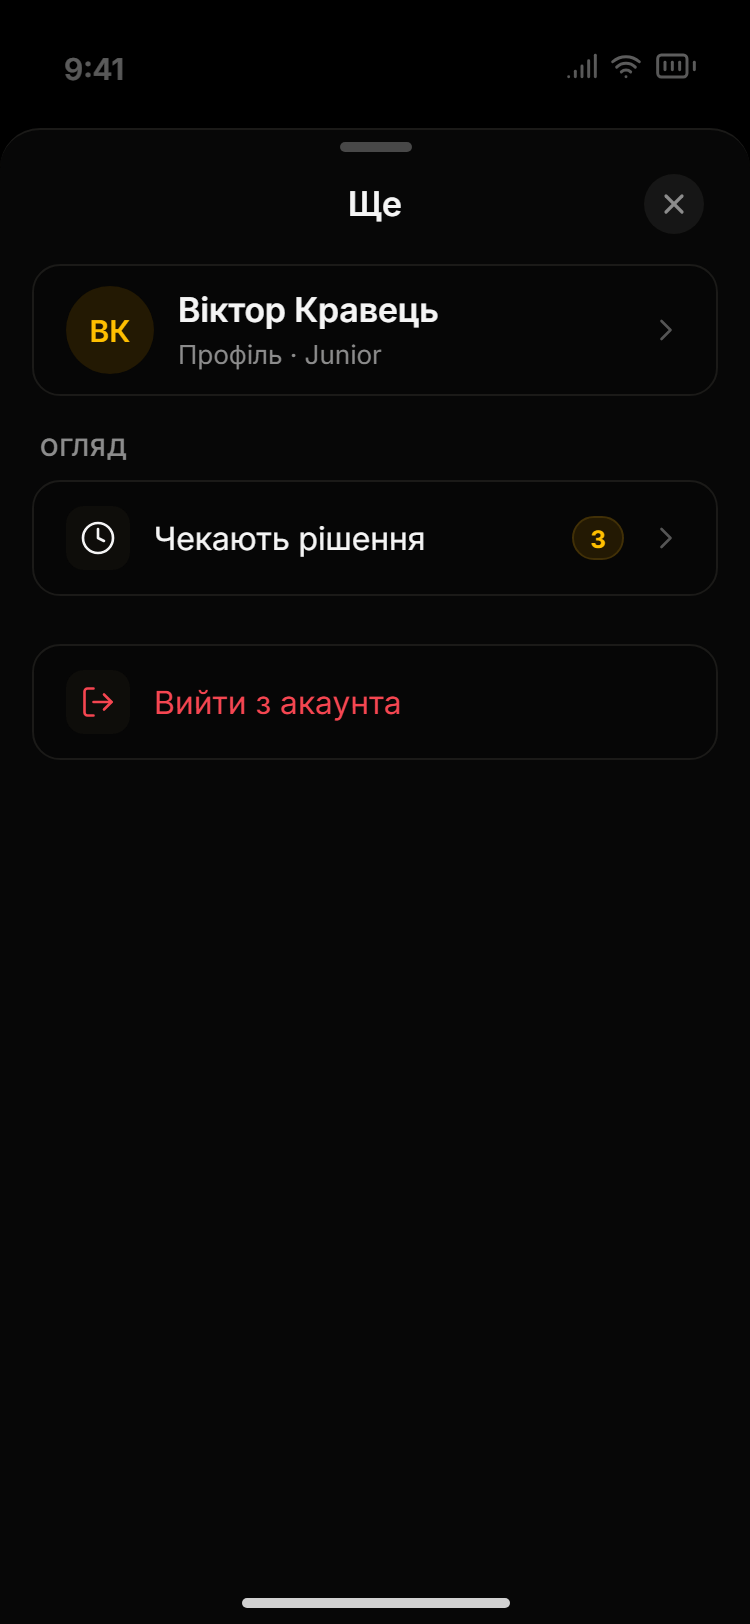 9:41
Ще
ВК
Віктор Кравець
Профіль · Junior
ОГЛЯД
Чекають рішення
3
Вийти з акаунта